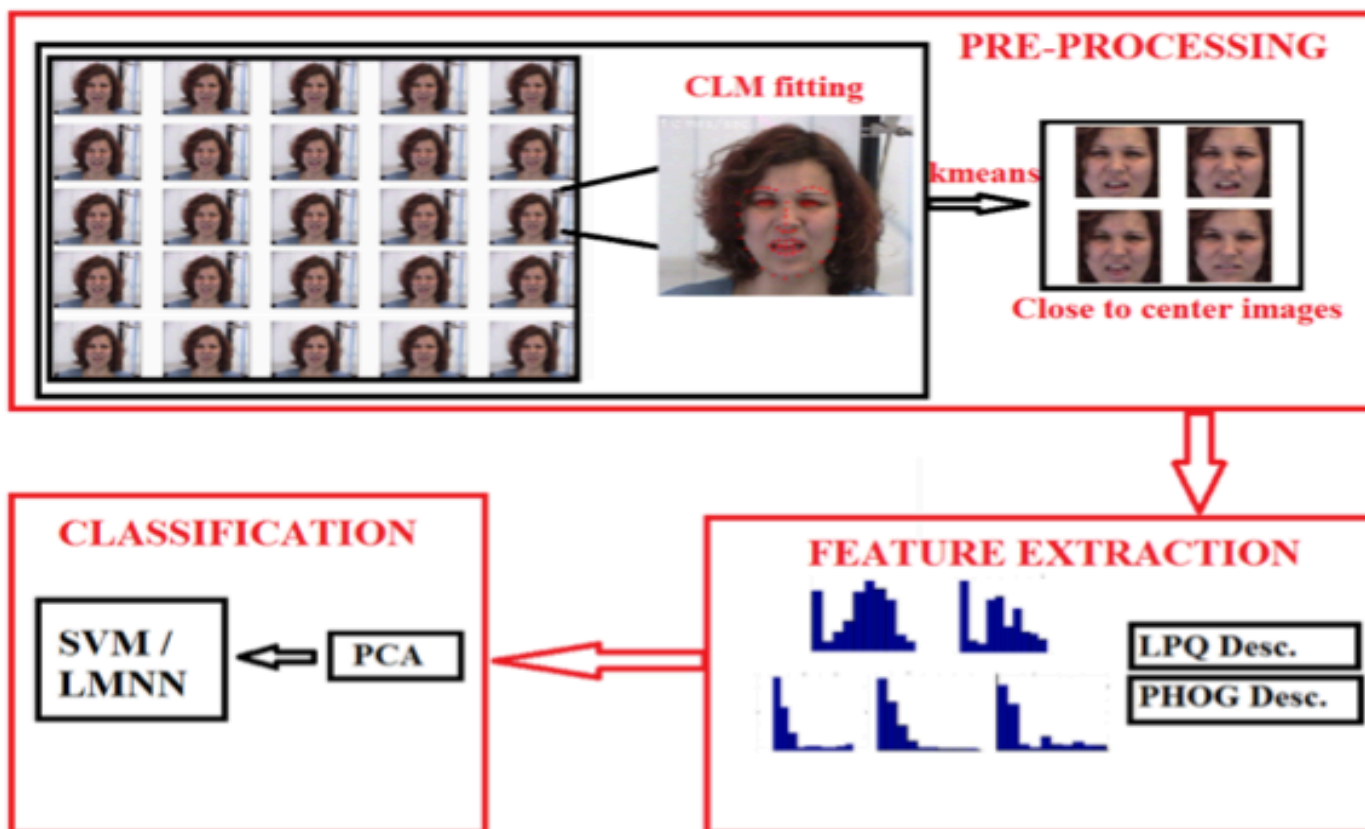 PRE-PROCESSING
CLM fitting
kmeans
Close to center images
CLASSIFICATION
SVM /
LMNN
PCA
FEATURE EXTRACTION
LPQ Desc.
PHOG Desc.